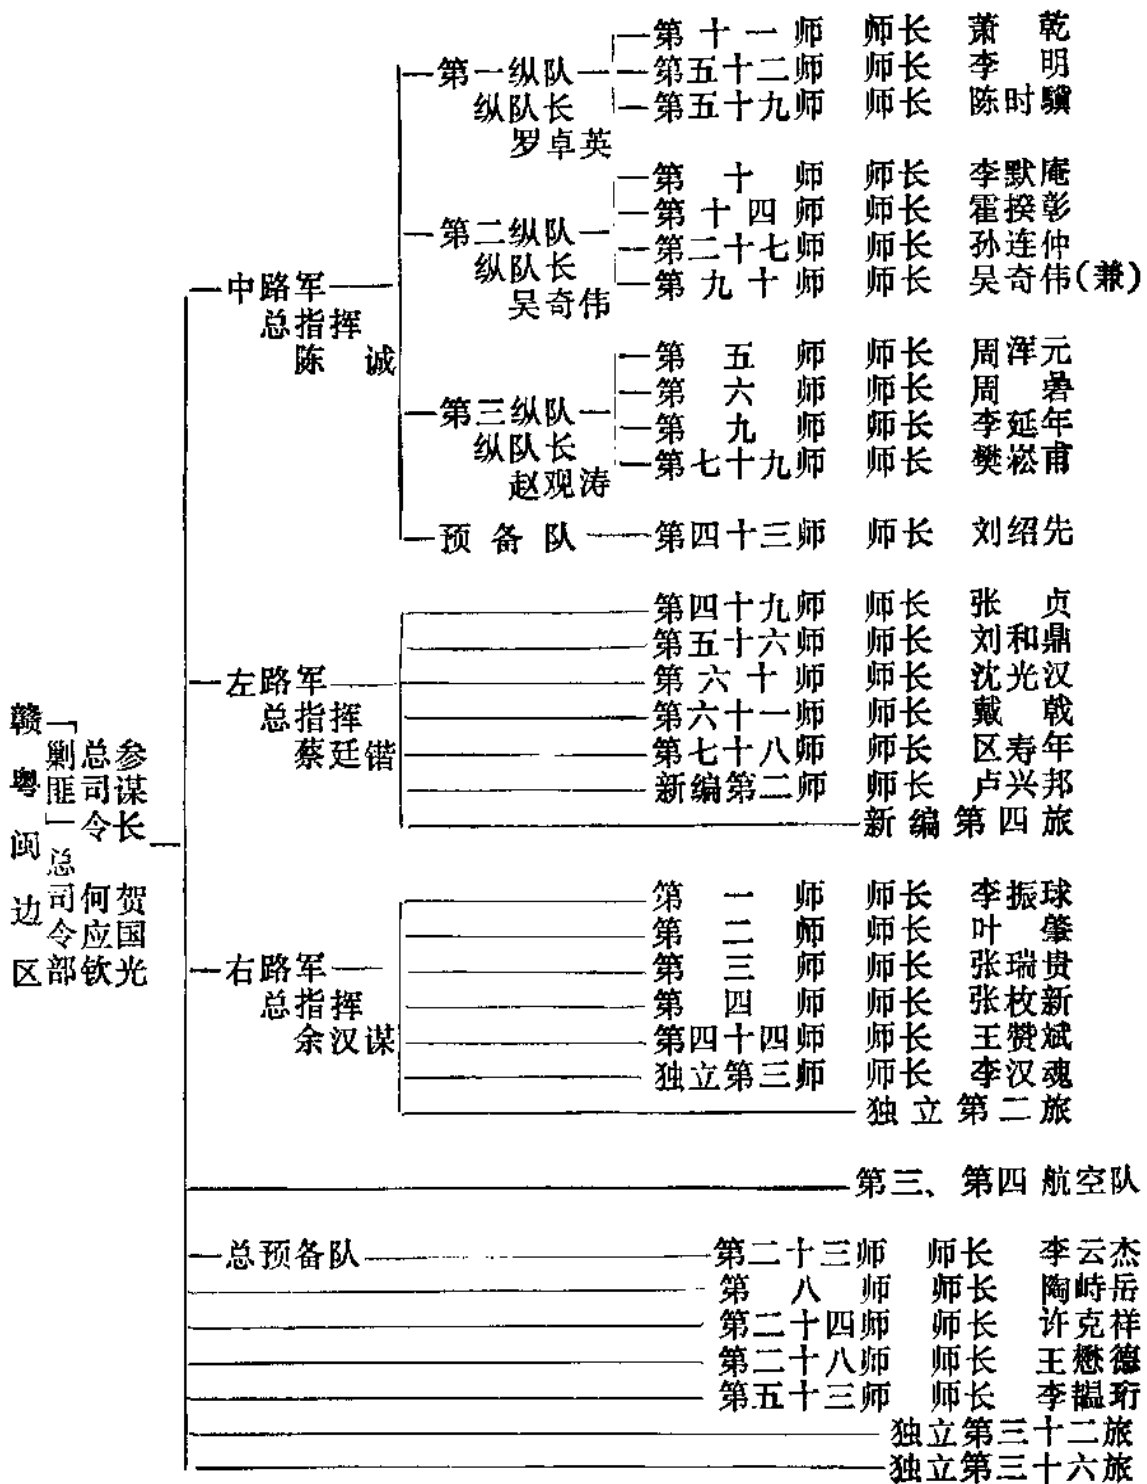 赣粤闽边区
「剿匪」总司令部
总司令 何应钦
参谋长 贺国光
中路军
总指挥
陈 诚
第一纵队
纵队长
罗卓英
第十一师 师长 萧 乾
第五十二师 师长 李 明
第五十九师 师长 陈时骥
第二纵队
纵队长
吴奇伟
第十师 师长 李默庵
第十四师 师长 霍揆彰
第二十七师 师长 孙连仲
第九十师 师长 吴奇伟(兼)
第三纵队
纵队长
赵观涛
第五师 师长 周浑元
第六师 师长 周碞
第九师 师长 李延年
第七十九师 师长 樊崧甫
预备队
第四十三师 师长 刘绍先
左路军
总指挥
蔡廷锴
第四十九师 师长 张 贞
第五十六师 师长 刘和鼎
第六十师 师长 沈光汉
第六十一师 师长 戴 戟
第七十八师 师长 区寿年
新编第二师 师长 卢兴邦
新编第四旅
右路军
总指挥
余汉谋
第一师 师长 李振球
第二师 师长 叶 肇
第三师 师长 张瑞贵
第四师 师长 张枚新
第四十四师 师长 王赞斌
独立第三师 师长 李汉魂
独立第二旅
第三、第四航空队
总预备队
第二十三师 师长 李云杰
第八师 师长 陶峙岳
第二十四师 师长 许克祥
第二十八师 师长 王懋德
第五十三师 师长 李韫珩
独立第三十二旅
独立第三十六旅